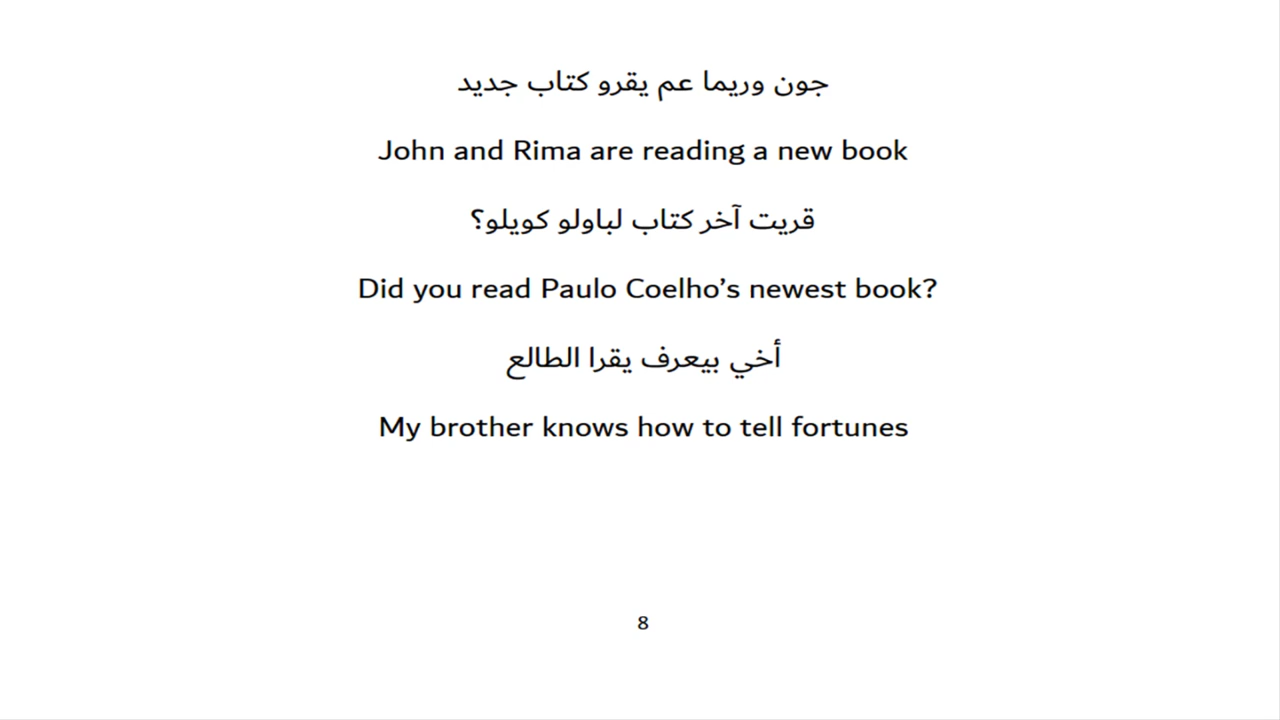 جون وريما عم يقرو كتاب جديد
John and Rima are reading a new book
قريت آخر كتاب لباولو كويلو؟
Did you read Paulo Coelho’s newest book?
أخي بيعرف يقرا الطالع
My brother knows how to tell fortunes
8